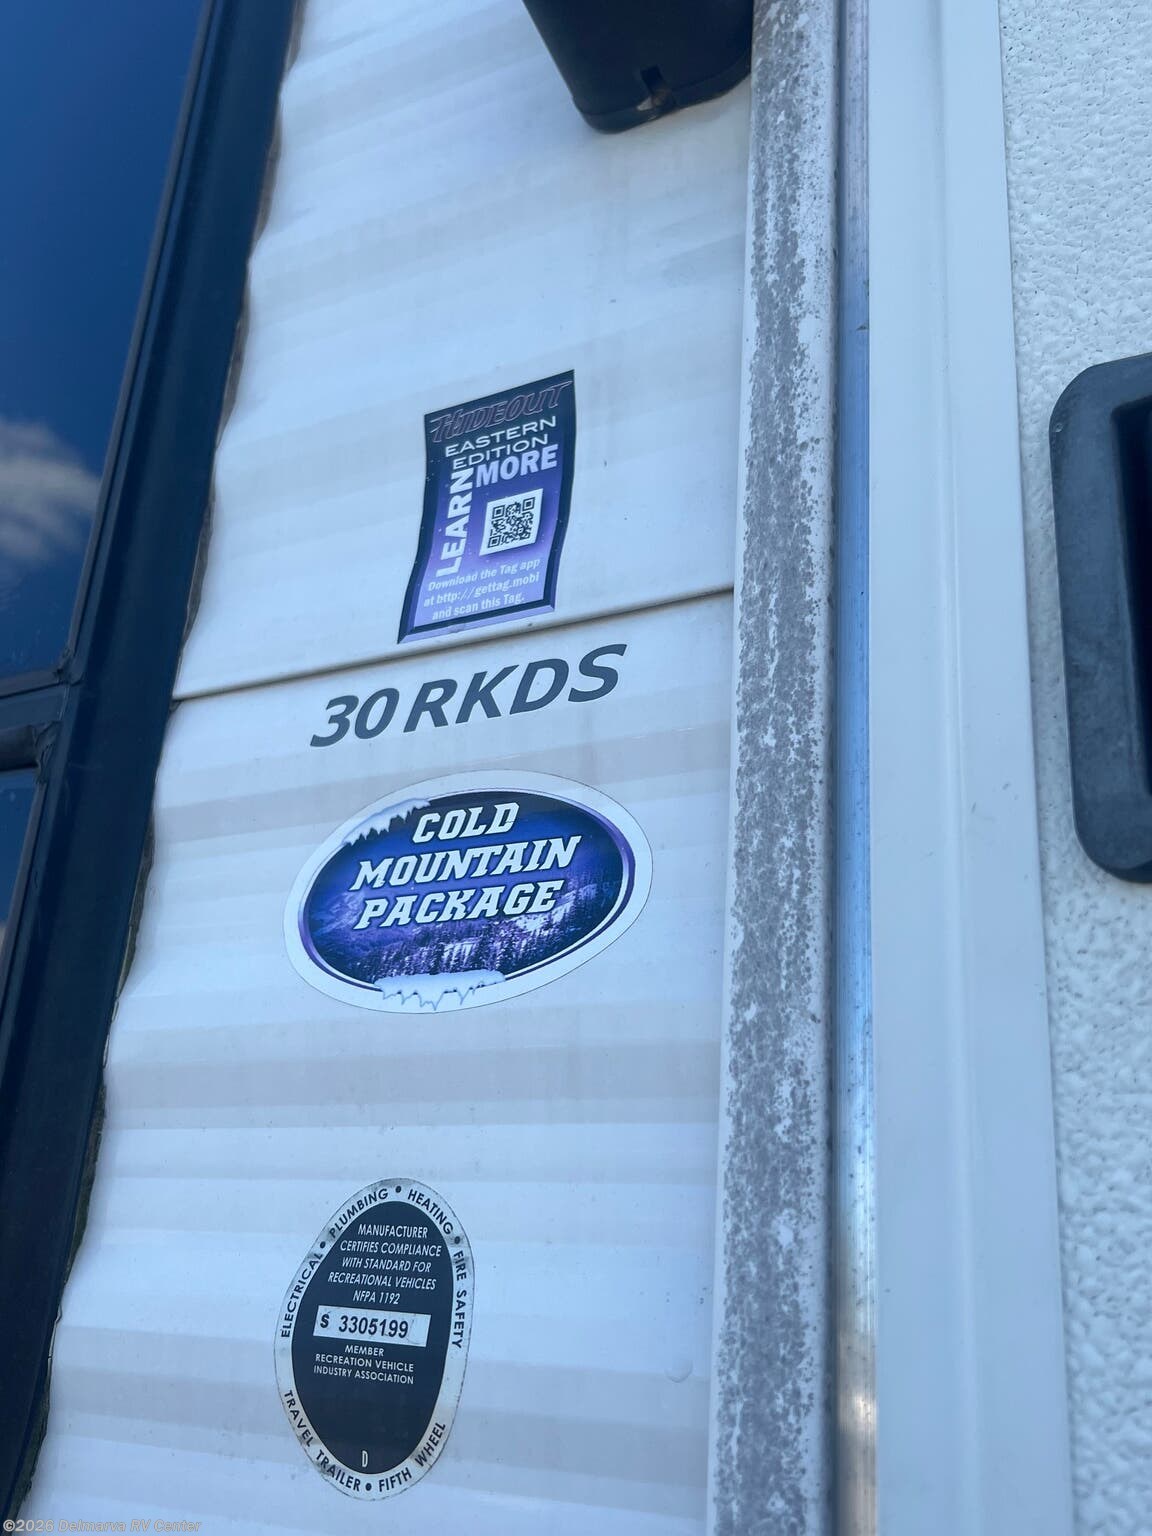 HIDEOUT
EASTERN
EDITION
LEARN
MORE
Download the Tag app
at http://gettag.mobi
and scan this Tag.
30 RKDS
COLD
MOUNTAIN
PACKAGE
ELECTRICAL • PLUMBING • HEATING • FIRE SAFETY
MANUFACTURER
CERTIFIES COMPLIANCE
WITH STANDARD FOR
RECREATIONAL VEHICLES
NFPA 1192
S 3305199
MEMBER
RECREATION VEHICLE
INDUSTRY ASSOCIATION
D
TRAVEL TRAILER • FIFTH WHEEL
©2026 Delmarva RV Center